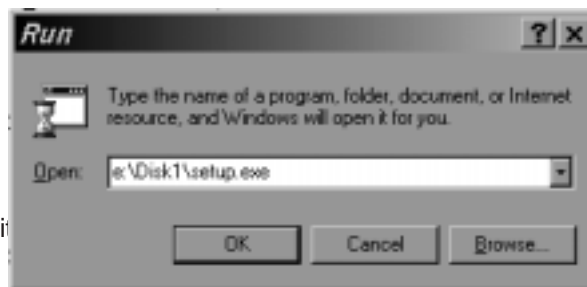 Run
Type the name of a program, folder, document, or Internet
resource, and Windows will open it for you.
Open: e:\Disk1\setup.exe
OK Cancel Browse...